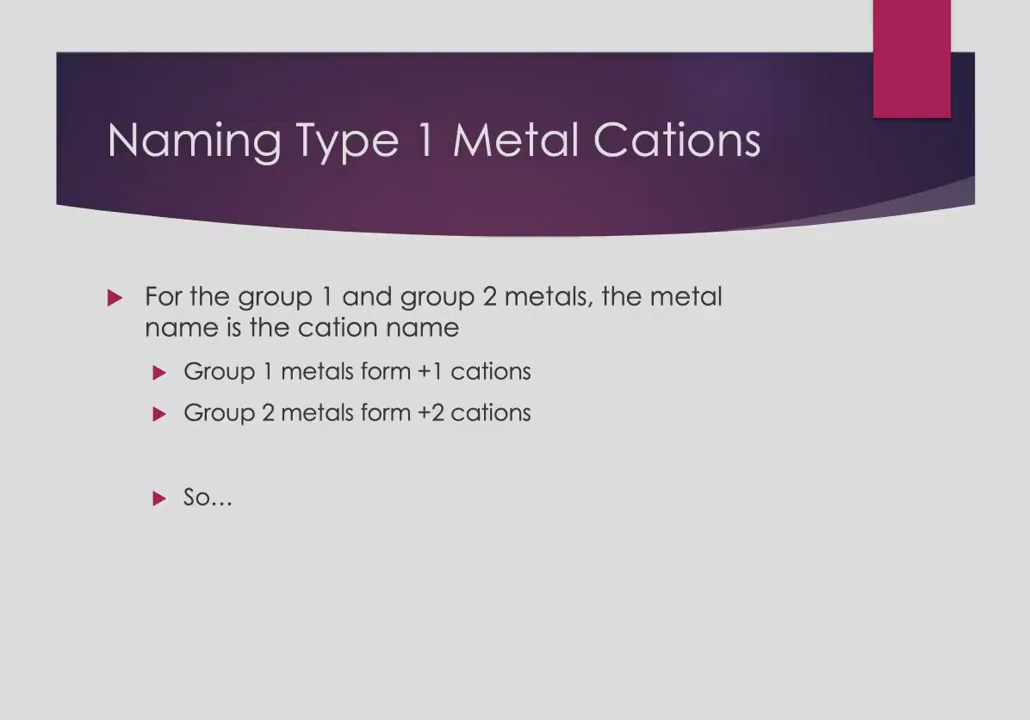 Naming Type 1 Metal Cations
For the group 1 and group 2 metals, the metal
name is the cation name
Group 1 metals form +1 cations
Group 2 metals form +2 cations
So…